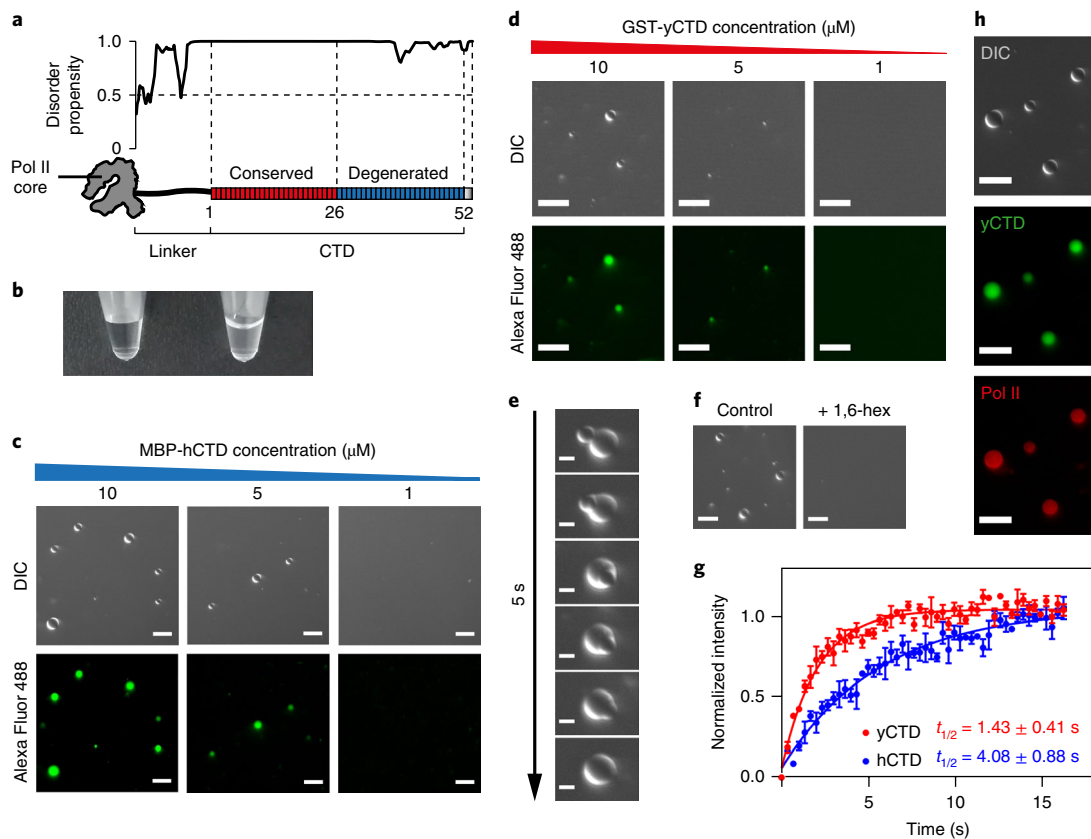 a
1.0
0.5
0
Disorder
propensity
Pol II
core
Conserved
Degenerated
1
26
52
Linker
CTD
b
c
MBP-hCTD concentration (μM)
10
5
1
DIC
Alexa Fluor 488
d
GST-yCTD concentration (μM)
10
5
1
DIC
Alexa Fluor 488
e
5 s
f
Control
+ 1,6-hex
g
Normalized intensity
1.0
0.5
0.0
yCTD t1/2 = 1.43 ± 0.41 s
hCTD t1/2 = 4.08 ± 0.88 s
5
10
15
Time (s)
h
DIC
yCTD
Pol II